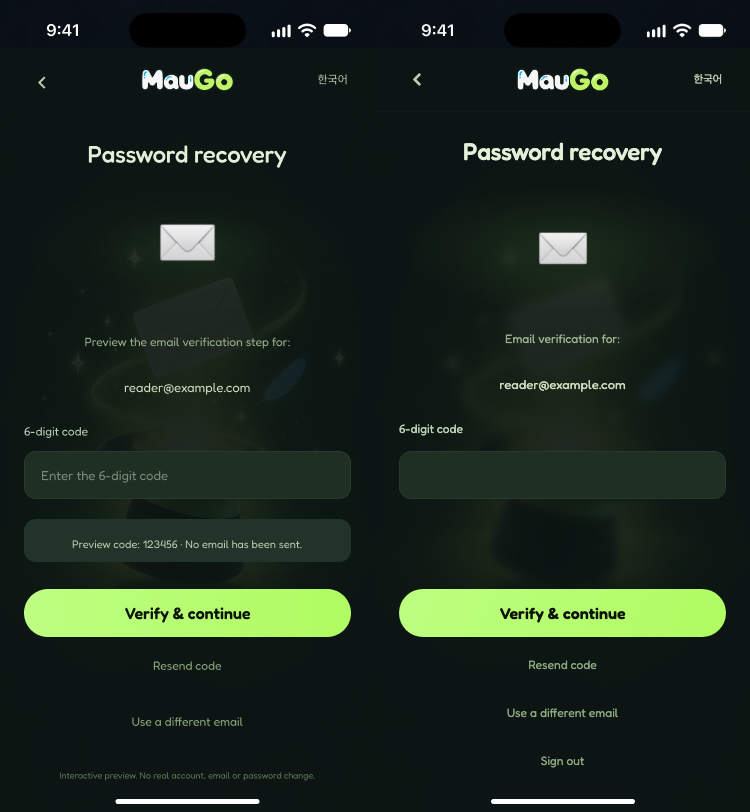 9:41
MauGo
한국어
Password recovery
Preview the email verification step for:
reader@example.com
6-digit code
Enter the 6-digit code
Preview code: 123456 · No email has been sent.
Verify & continue
Resend code
Use a different email
Interactive preview. No real account, email or password change.
9:41
MauGo
한국어
Password recovery
Email verification for:
reader@example.com
6-digit code
Verify & continue
Resend code
Use a different email
Sign out